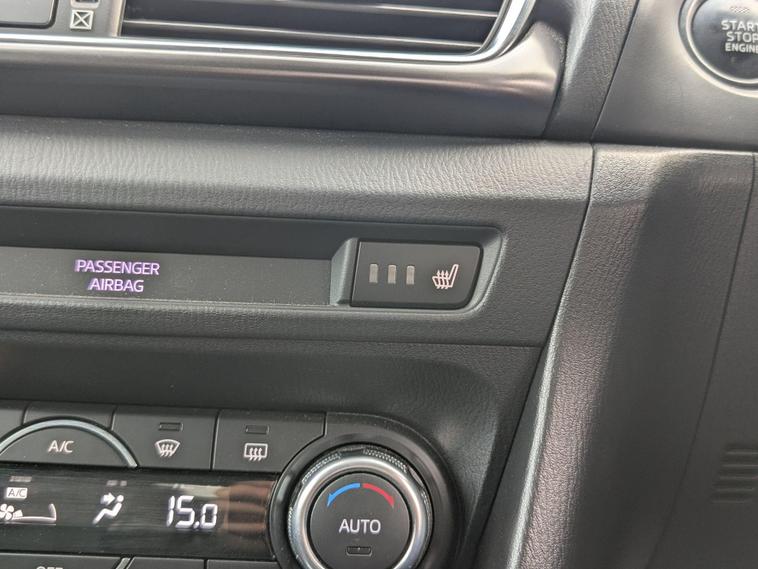 START
STOP
ENGINE
PASSENGER
AIRBAG
A/C
A/C
15.0
AUTO